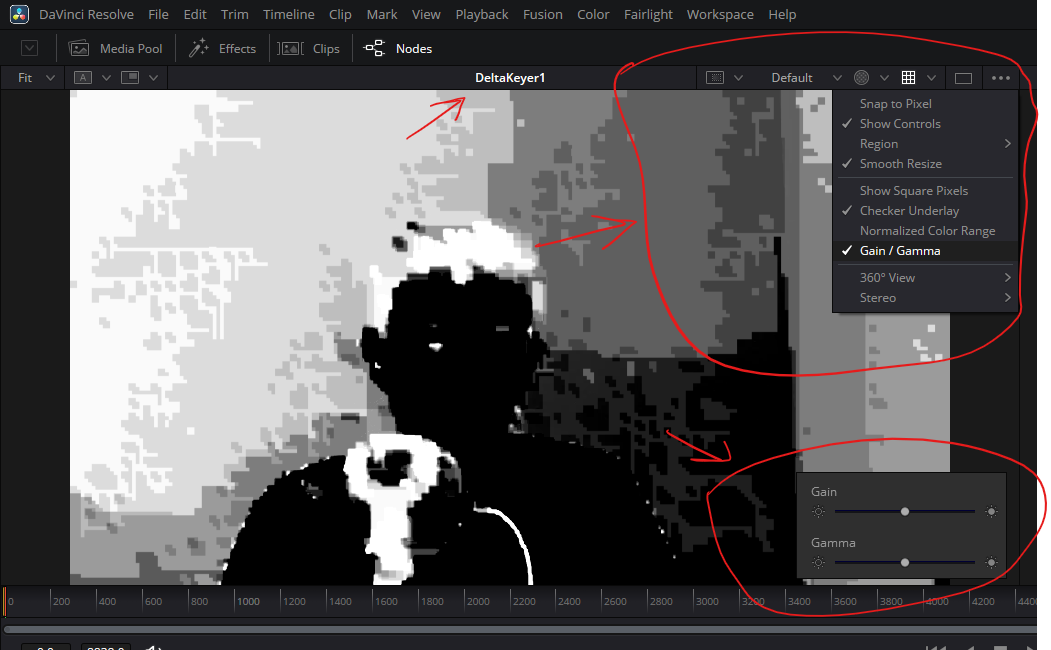 DaVinci Resolve File Edit Trim Timeline Clip Mark View Playback Fusion Color Fairlight Workspace Help
Media Pool Effects Clips Nodes
Fit A DeltaKeyer1 Default
Snap to Pixel
Show Controls
Region
Smooth Resize
Show Square Pixels
Checker Underlay
Normalized Color Range
Gain / Gamma
360° View
Stereo
Gain
Gamma
0 200 400 600 800 1000 1200 1400 1600 1800 2000 2200 2400 2600 2800 3000 3200 3400 3600 3800 4000 4200 4400